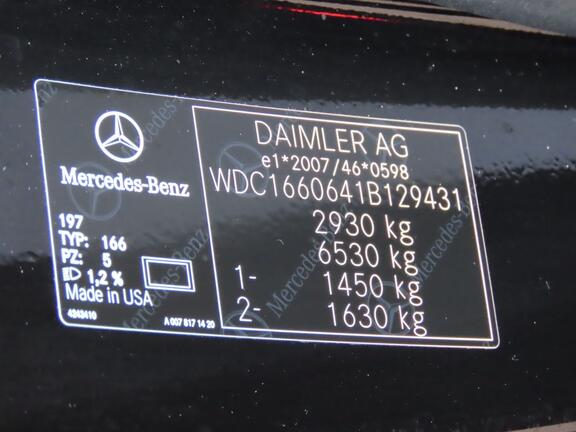 Mercedes-Benz
197
TYP: 166
PZ: 5
1,2 %
Made in USA
4243410
A 007 817 14 20
DAIMLER AG
e1*2007/46*0598
WDC1660641B129431
2930 kg
6530 kg
1- 1450 kg
2- 1630 kg